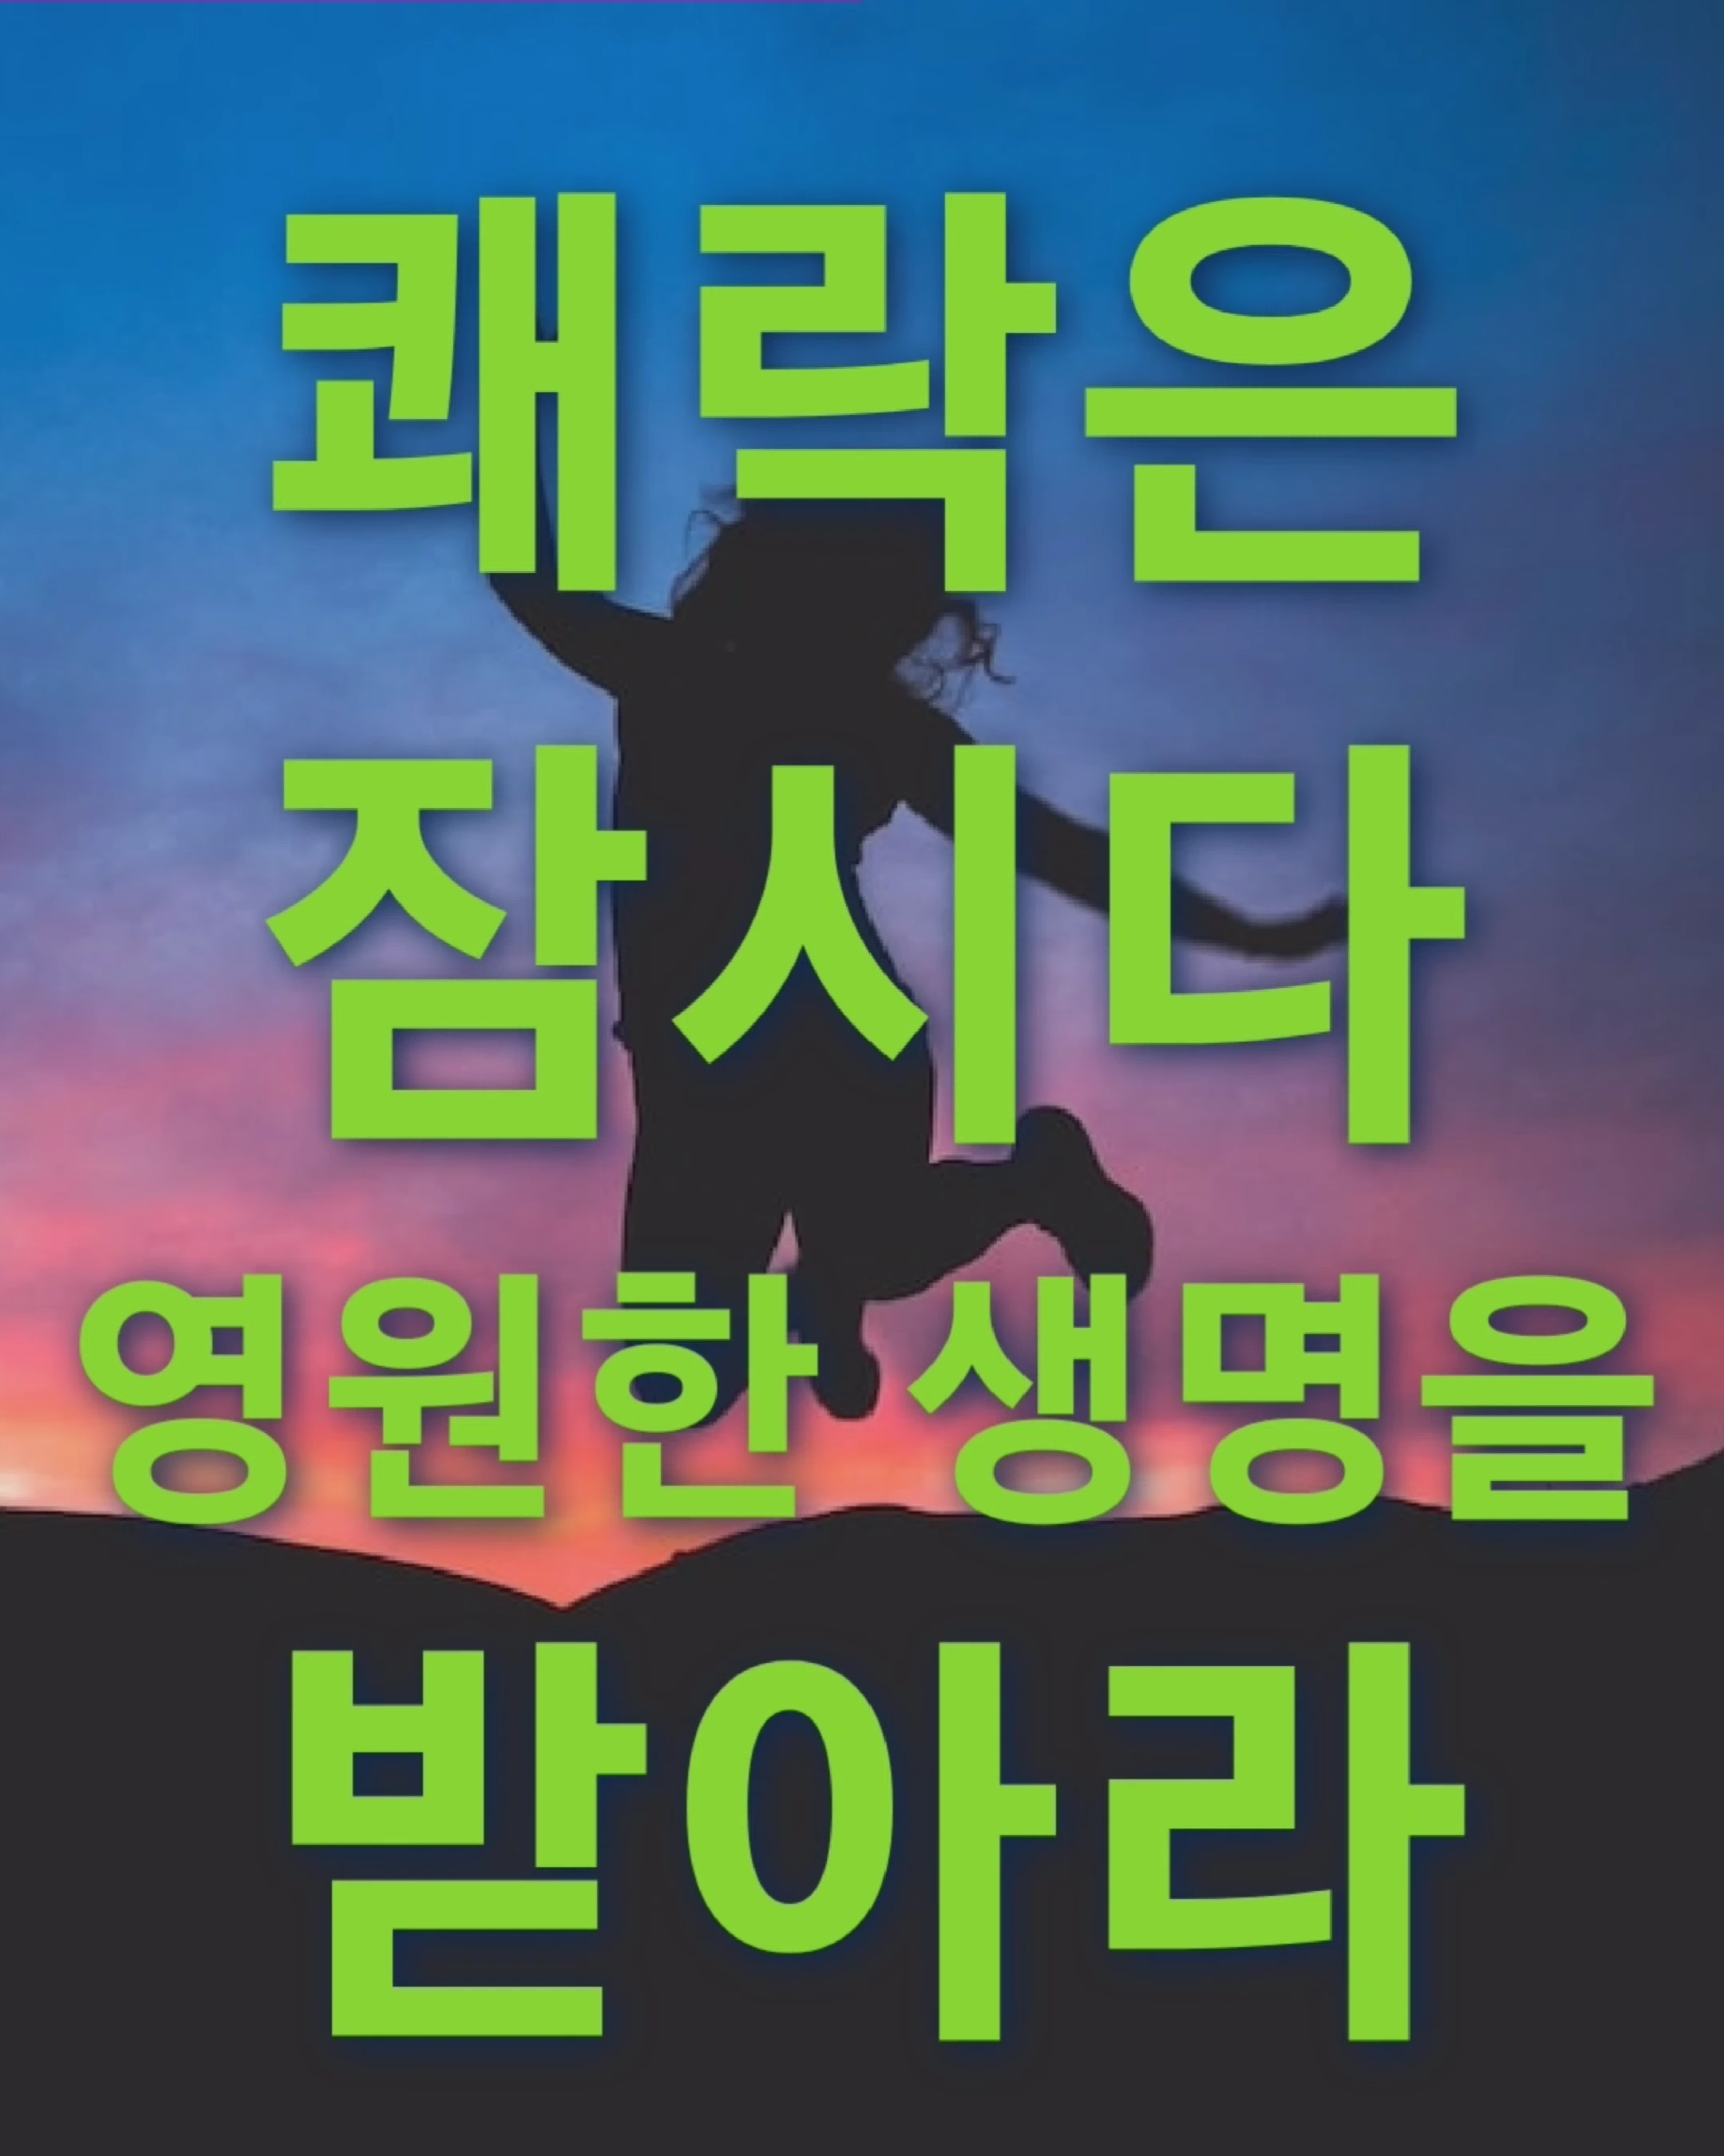 쾌락은
잠시다
영원한 생명을
받아라